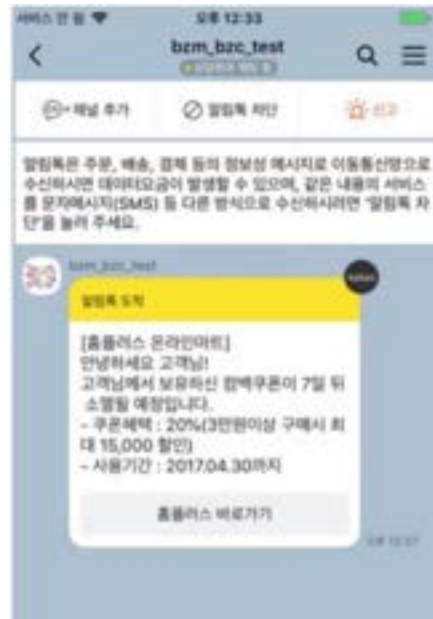 서비스 안 됨
오후 12:33
bzm_bzc_test
채널 추가
알림톡 차단
신고
알림톡은 주문, 배송, 결제 등의 정보성 메시지로 이동통신망으로
수신하시면 데이터요금이 발생할 수 있으며, 같은 내용의 서비스
를 문자메시지(SMS) 등 다른 방식으로 수신하시려면 '알림톡 차
단'을 눌러 주세요.
bzm_bzc_test
알림톡 도착
[홈플러스 온라인마트]
안녕하세요 고객님!
고객님께서 보유하신 컴백쿠폰이 7일 뒤
소멸될 예정입니다.
- 쿠폰혜택 : 20%(3만원이상 구매시 최
대 15,000 할인)
- 사용기간 : 2017.04.30까지
홈플러스 바로가기